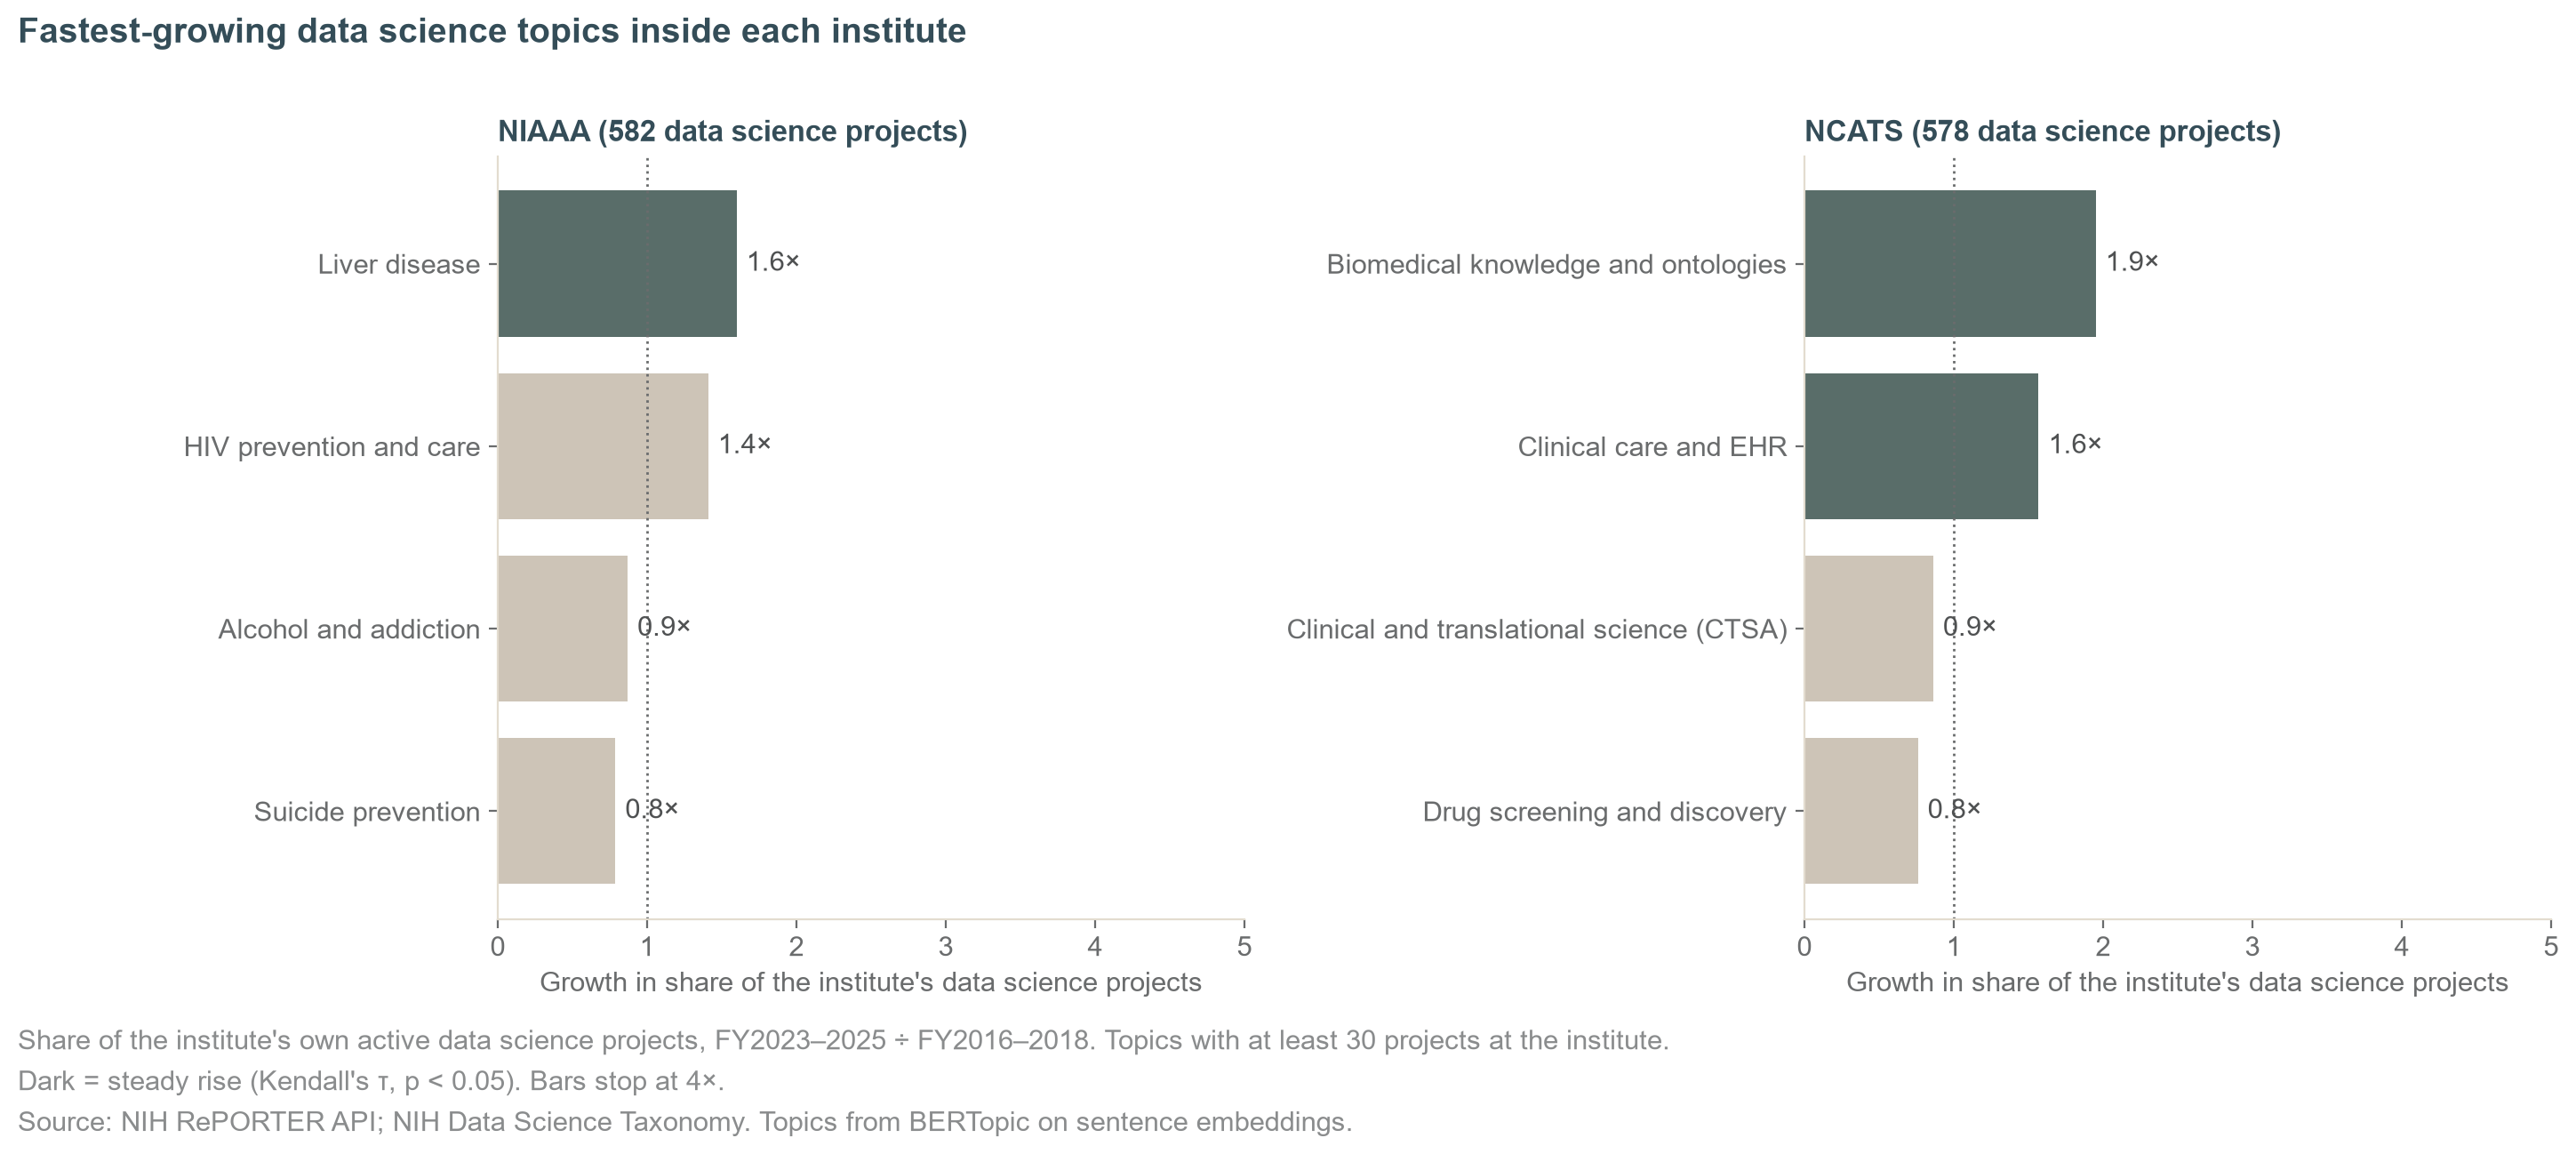 Fastest-growing data science topics inside each institute
NIAAA (582 data science projects)
Liver disease
1.6×
HIV prevention and care
1.4×
Alcohol and addiction
0.9×
Suicide prevention
0.8×
0 1 2 3 4 5
Growth in share of the institute's data science projects
NCATS (578 data science projects)
Biomedical knowledge and ontologies
1.9×
Clinical care and EHR
1.6×
Clinical and translational science (CTSA)
0.9×
Drug screening and discovery
0.8×
0 1 2 3 4 5
Growth in share of the institute's data science projects
Share of the institute's own active data science projects, FY2023–2025 ÷ FY2016–2018. Topics with at least 30 projects at the institute.
Dark = steady rise (Kendall's τ, p < 0.05). Bars stop at 4×.
Source: NIH RePORTER API; NIH Data Science Taxonomy. Topics from BERTopic on sentence embeddings.